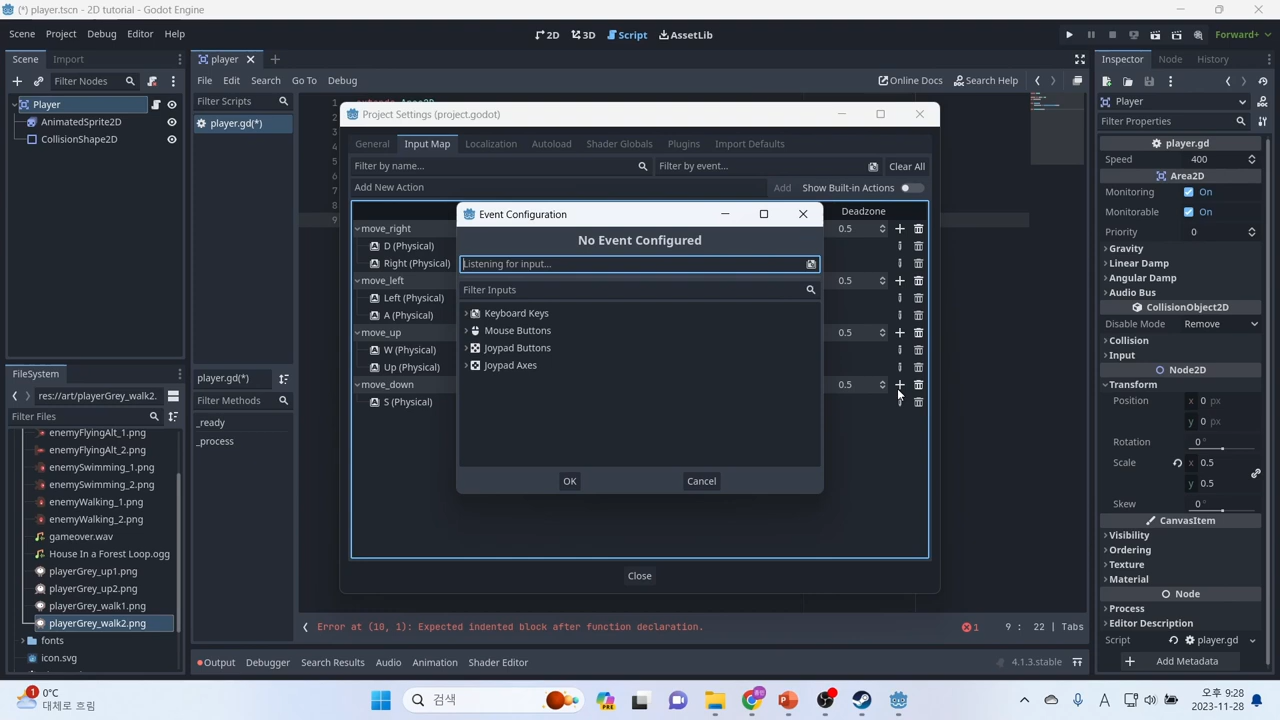 (*) player.tscn - 2D tutorial - Godot Engine
Scene Project Debug Editor Help
2D 3D Script AssetLib
Forward+
Scene Import
Filter Nodes
Player
AnimatedSprite2D
CollisionShape2D
FileSystem
res://art/playerGrey_walk2.
Filter Files
enemyFlyingAlt_1.png
enemyFlyingAlt_2.png
enemySwimming_1.png
enemySwimming_2.png
enemyWalking_1.png
enemyWalking_2.png
gameover.wav
House In a Forest Loop.ogg
playerGrey_up1.png
playerGrey_up2.png
playerGrey_walk1.png
playerGrey_walk2.png
fonts
icon.svg
player
File Edit Search Go To Debug
Online Docs Search Help
Filter Scripts
player.gd(*)
player.gd(*)
Filter Methods
_ready
_process
1
2
3
4
5
6
7
8
9
Project Settings (project.godot)
General Input Map Localization Autoload Shader Globals Plugins Import Defaults
Filter by name... Filter by event... Clear All
Add New Action Add Show Built-in Actions
Deadzone
move_right 0.5
D (Physical)
Right (Physical)
move_left 0.5
Left (Physical)
A (Physical)
move_up 0.5
W (Physical)
Up (Physical)
move_down 0.5
S (Physical)
Close
Event Configuration
No Event Configured
Listening for input...
Filter Inputs
Keyboard Keys
Mouse Buttons
Joypad Buttons
Joypad Axes
OK Cancel
Error at (10, 1): Expected indented block after function declaration.
1 9 : 22 | Tabs
Output Debugger Search Results Audio Animation Shader Editor
4.1.3.stable
Inspector Node History
Player
Filter Properties
player.gd
Speed 400
Area2D
Monitoring On
Monitorable On
Priority 0
Gravity
Linear Damp
Angular Damp
Audio Bus
CollisionObject2D
Disable Mode Remove
Collision
Input
Node2D
Transform
Position x 0 px
y 0 px
Rotation 0 °
Scale x 0.5
y 0.5
Skew 0 °
CanvasItem
Visibility
Ordering
Texture
Material
Node
Process
Editor Description
Script player.gd
Add Metadata
1
0°C
대체로 흐림
검색
PRE
A
오후 9:28
2023-11-28